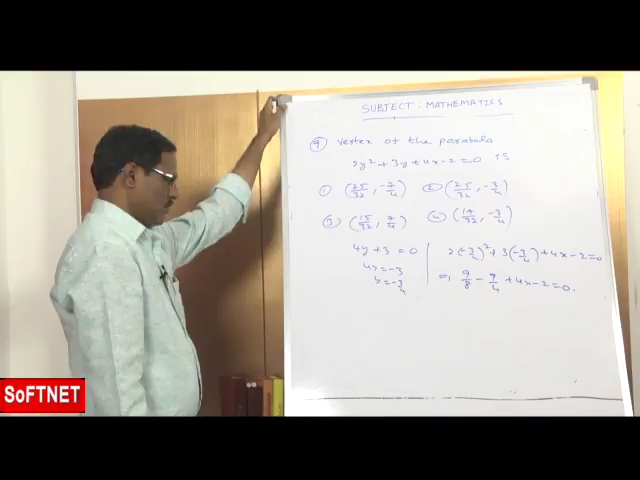 SUBJECT: MATHEMATICS
9 Vertex of the parabola
2y² + 3y + 4x - 2 = 0 is
① (25/32, -7/4) ② (25/32, -3/4)
③ (15/32, 7/4) ④ (17/32, -3/4)
4y + 3 = 0
4y = -3
y = -3/4
2(-3/4)² + 3(-3/4) + 4x - 2 = 0
⇒ 9/8 - 9/4 + 4x - 2 = 0.
SoFTNET